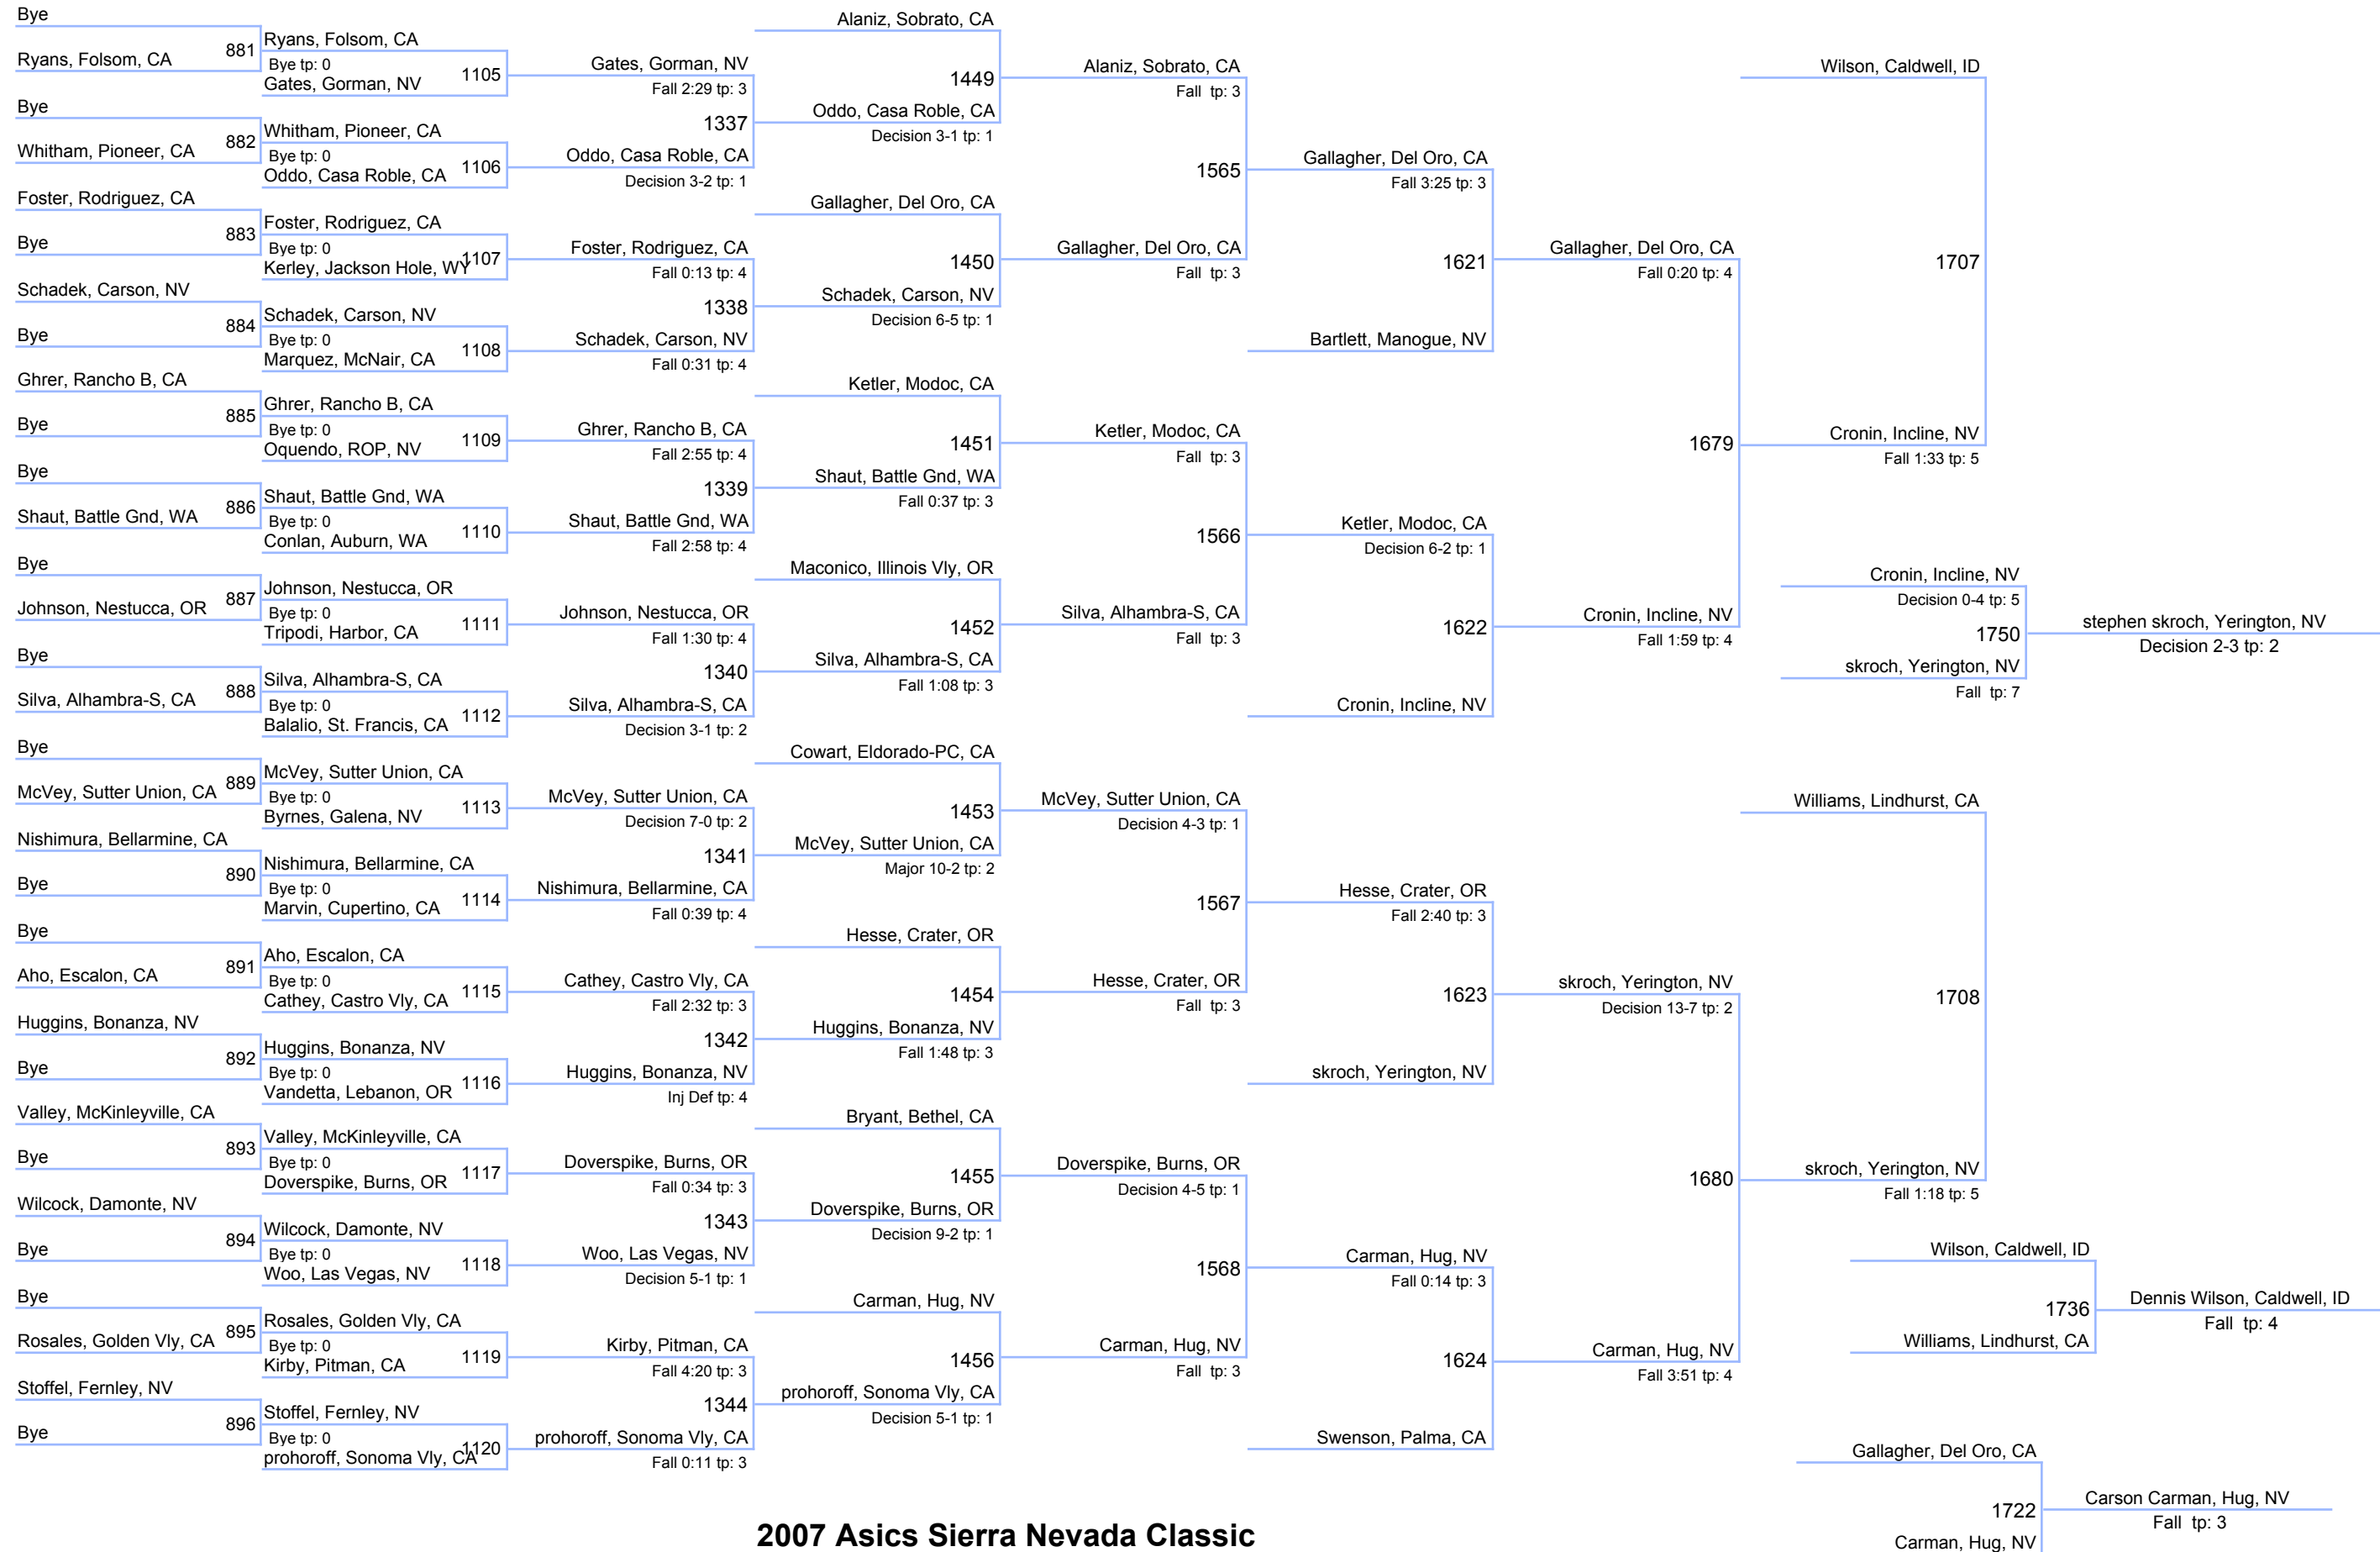 Bye
881
Ryans, Folsom, CA
Bye
882
Whitham, Pioneer, CA
Foster, Rodriguez, CA
883
Bye
Schadek, Carson, NV
884
Bye
Ghrer, Rancho B, CA
885
Bye
Bye
886
Shaut, Battle Gnd, WA
Bye
887
Johnson, Nestucca, OR
Bye
888
Silva, Alhambra-S, CA
Bye
889
McVey, Sutter Union, CA
Nishimura, Bellarmine, CA
890
Bye
Bye
891
Aho, Escalon, CA
Huggins, Bonanza, NV
892
Bye
Valley, McKinleyville, CA
893
Bye
Wilcock, Damonte, NV
894
Bye
Bye
895
Rosales, Golden Vly, CA
Stoffel, Fernley, NV
896
Bye
Ryans, Folsom, CA
Bye tp: 0
1105
Gates, Gorman, NV
Whitham, Pioneer, CA
Bye tp: 0
1106
Oddo, Casa Roble, CA
Foster, Rodriguez, CA
Bye tp: 0
1107
Kerley, Jackson Hole, WY
Schadek, Carson, NV
Bye tp: 0
1108
Marquez, McNair, CA
Ghrer, Rancho B, CA
Bye tp: 0
1109
Oquendo, ROP, NV
Shaut, Battle Gnd, WA
Bye tp: 0
1110
Conlan, Auburn, WA
Johnson, Nestucca, OR
Bye tp: 0
1111
Tripodi, Harbor, CA
Silva, Alhambra-S, CA
Bye tp: 0
1112
Balalio, St. Francis, CA
McVey, Sutter Union, CA
Bye tp: 0
1113
Byrnes, Galena, NV
Nishimura, Bellarmine, CA
Bye tp: 0
1114
Marvin, Cupertino, CA
Aho, Escalon, CA
Bye tp: 0
1115
Cathey, Castro Vly, CA
Huggins, Bonanza, NV
Bye tp: 0
1116
Vandetta, Lebanon, OR
Valley, McKinleyville, CA
Bye tp: 0
1117
Doverspike, Burns, OR
Wilcock, Damonte, NV
Bye tp: 0
1118
Woo, Las Vegas, NV
Rosales, Golden Vly, CA
Bye tp: 0
1119
Kirby, Pitman, CA
Stoffel, Fernley, NV
Bye tp: 0
1120
prohoroff, Sonoma Vly, CA
Gates, Gorman, NV
Fall 2:29 tp: 3
1337
Oddo, Casa Roble, CA
Decision 3-2 tp: 1
Foster, Rodriguez, CA
Fall 0:13 tp: 4
1338
Schadek, Carson, NV
Fall 0:31 tp: 4
Ghrer, Rancho B, CA
Fall 2:55 tp: 4
1339
Shaut, Battle Gnd, WA
Fall 2:58 tp: 4
Johnson, Nestucca, OR
Fall 1:30 tp: 4
1340
Silva, Alhambra-S, CA
Decision 3-1 tp: 2
McVey, Sutter Union, CA
Decision 7-0 tp: 2
1341
Nishimura, Bellarmine, CA
Fall 0:39 tp: 4
Cathey, Castro Vly, CA
Fall 2:32 tp: 3
1342
Huggins, Bonanza, NV
Inj Def tp: 4
Doverspike, Burns, OR
Fall 0:34 tp: 3
1343
Woo, Las Vegas, NV
Decision 5-1 tp: 1
Kirby, Pitman, CA
Fall 4:20 tp: 3
1344
prohoroff, Sonoma Vly, CA
Fall 0:11 tp: 3
Alaniz, Sobrato, CA
1449
Oddo, Casa Roble, CA
Decision 3-1 tp: 1
Gallagher, Del Oro, CA
1450
Schadek, Carson, NV
Decision 6-5 tp: 1
Ketler, Modoc, CA
1451
Shaut, Battle Gnd, WA
Fall 0:37 tp: 3
Maconico, Illinois Vly, OR
1452
Silva, Alhambra-S, CA
Fall 1:08 tp: 3
Cowart, Eldorado-PC, CA
1453
McVey, Sutter Union, CA
Major 10-2 tp: 2
Hesse, Crater, OR
1454
Huggins, Bonanza, NV
Fall 1:48 tp: 3
Bryant, Bethel, CA
1455
Doverspike, Burns, OR
Decision 9-2 tp: 1
Carman, Hug, NV
1456
prohoroff, Sonoma Vly, CA
Decision 5-1 tp: 1
Alaniz, Sobrato, CA
Fall tp: 3
1565
Gallagher, Del Oro, CA
Fall tp: 3
Ketler, Modoc, CA
Fall tp: 3
1566
Silva, Alhambra-S, CA
Fall tp: 3
McVey, Sutter Union, CA
Decision 4-3 tp: 1
1567
Hesse, Crater, OR
Fall tp: 3
Doverspike, Burns, OR
Decision 4-5 tp: 1
1568
Carman, Hug, NV
Fall tp: 3
Gallagher, Del Oro, CA
Fall 3:25 tp: 3
1621
Bartlett, Manogue, NV
Ketler, Modoc, CA
Decision 6-2 tp: 1
1622
Cronin, Incline, NV
Hesse, Crater, OR
Fall 2:40 tp: 3
1623
skroch, Yerington, NV
Carman, Hug, NV
Fall 0:14 tp: 3
1624
Swenson, Palma, CA
Gallagher, Del Oro, CA
Fall 0:20 tp: 4
1679
Cronin, Incline, NV
Fall 1:59 tp: 4
skroch, Yerington, NV
Decision 13-7 tp: 2
1680
Carman, Hug, NV
Fall 3:51 tp: 4
Wilson, Caldwell, ID
1707
Cronin, Incline, NV
Fall 1:33 tp: 5
Cronin, Incline, NV
Decision 0-4 tp: 5
1750
skroch, Yerington, NV
Fall tp: 7
stephen skroch, Yerington, NV
Decision 2-3 tp: 2
Williams, Lindhurst, CA
1708
skroch, Yerington, NV
Fall 1:18 tp: 5
Wilson, Caldwell, ID
1736
Williams, Lindhurst, CA
Dennis Wilson, Caldwell, ID
Fall tp: 4
Gallagher, Del Oro, CA
1722
Carman, Hug, NV
Carson Carman, Hug, NV
Fall tp: 3
2007 Asics Sierra Nevada Classic